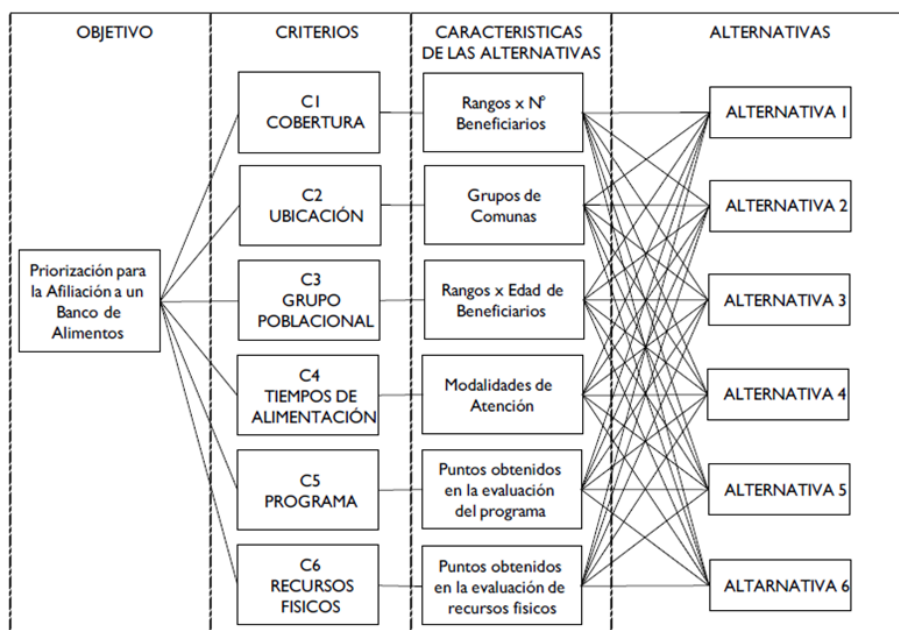 OBJETIVO
CRITERIOS
CARACTERISTICAS
DE LAS ALTERNATIVAS
ALTERNATIVAS
Priorización para
la Afiliación a un
Banco de
Alimentos
C1
COBERTURA
Rangos x N°
Beneficiarios
ALTERNATIVA 1
C2
UBICACIÓN
Grupos de
Comunas
ALTERNATIVA 2
C3
GRUPO
POBLACIONAL
Rangos x Edad de
Beneficiarios
ALTERNATIVA 3
C4
TIEMPOS DE
ALIMENTACIÓN
Modalidades de
Atención
ALTERNATIVA 4
C5
PROGRAMA
Puntos obtenidos
en la evaluación
del programa
ALTERNATIVA 5
C6
RECURSOS
FISICOS
Puntos obtenidos
en la evaluación de
recursos fisicos
ALTARNATIVA 6